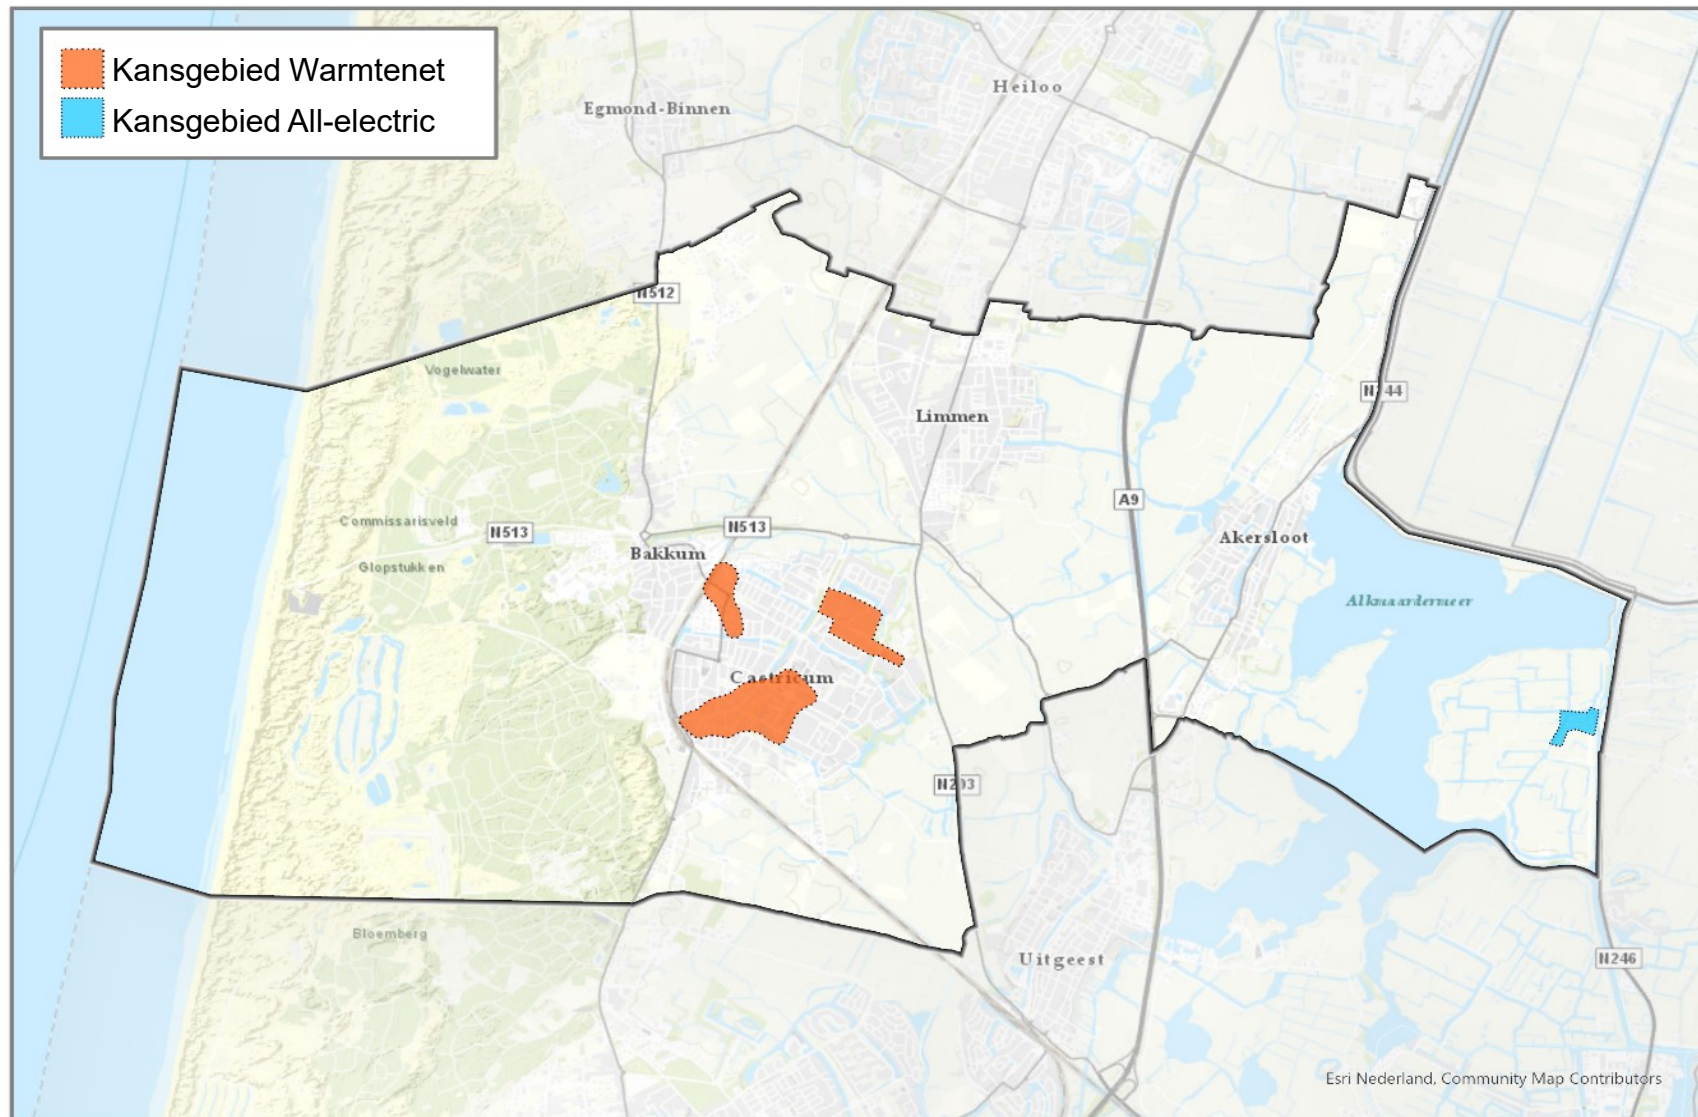 Kansgebied Warmtenet
Kansgebied All-electric
Heiloo
Egmond-Binnen
N512
Vogelwater
N244
Limmen
A9
Commissarisveld
N513
N513
Akersloot
Bakkum
Glopstukken
Alkmaardermeer
Castricum
N203
Bloemberg
Uitgeest
N246
Esri Nederland, Community Map Contributors